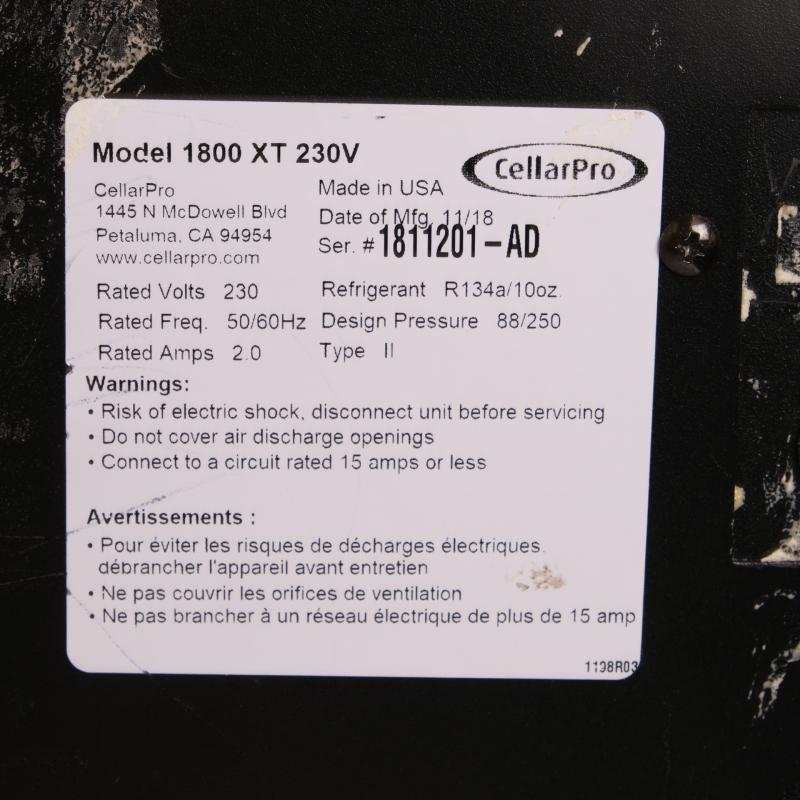 Model 1800 XT 230V
CellarPro
CellarPro
1445 N McDowell Blvd
Petaluma, CA 94954
www.cellarpro.com
Made in USA
Date of Mfg. 11/18
Ser. # 1811201-AD
Rated Volts 230
Rated Freq. 50/60Hz
Rated Amps 2.0
Refrigerant R134a/10oz.
Design Pressure 88/250
Type II
Warnings:
• Risk of electric shock, disconnect unit before servicing
• Do not cover air discharge openings
• Connect to a circuit rated 15 amps or less
Avertissements :
• Pour éviter les risques de décharges électriques.
débrancher l'appareil avant entretien
• Ne pas couvrir les orifices de ventilation
• Ne pas brancher à un réseau électrique de plus de 15 amp
1198R03